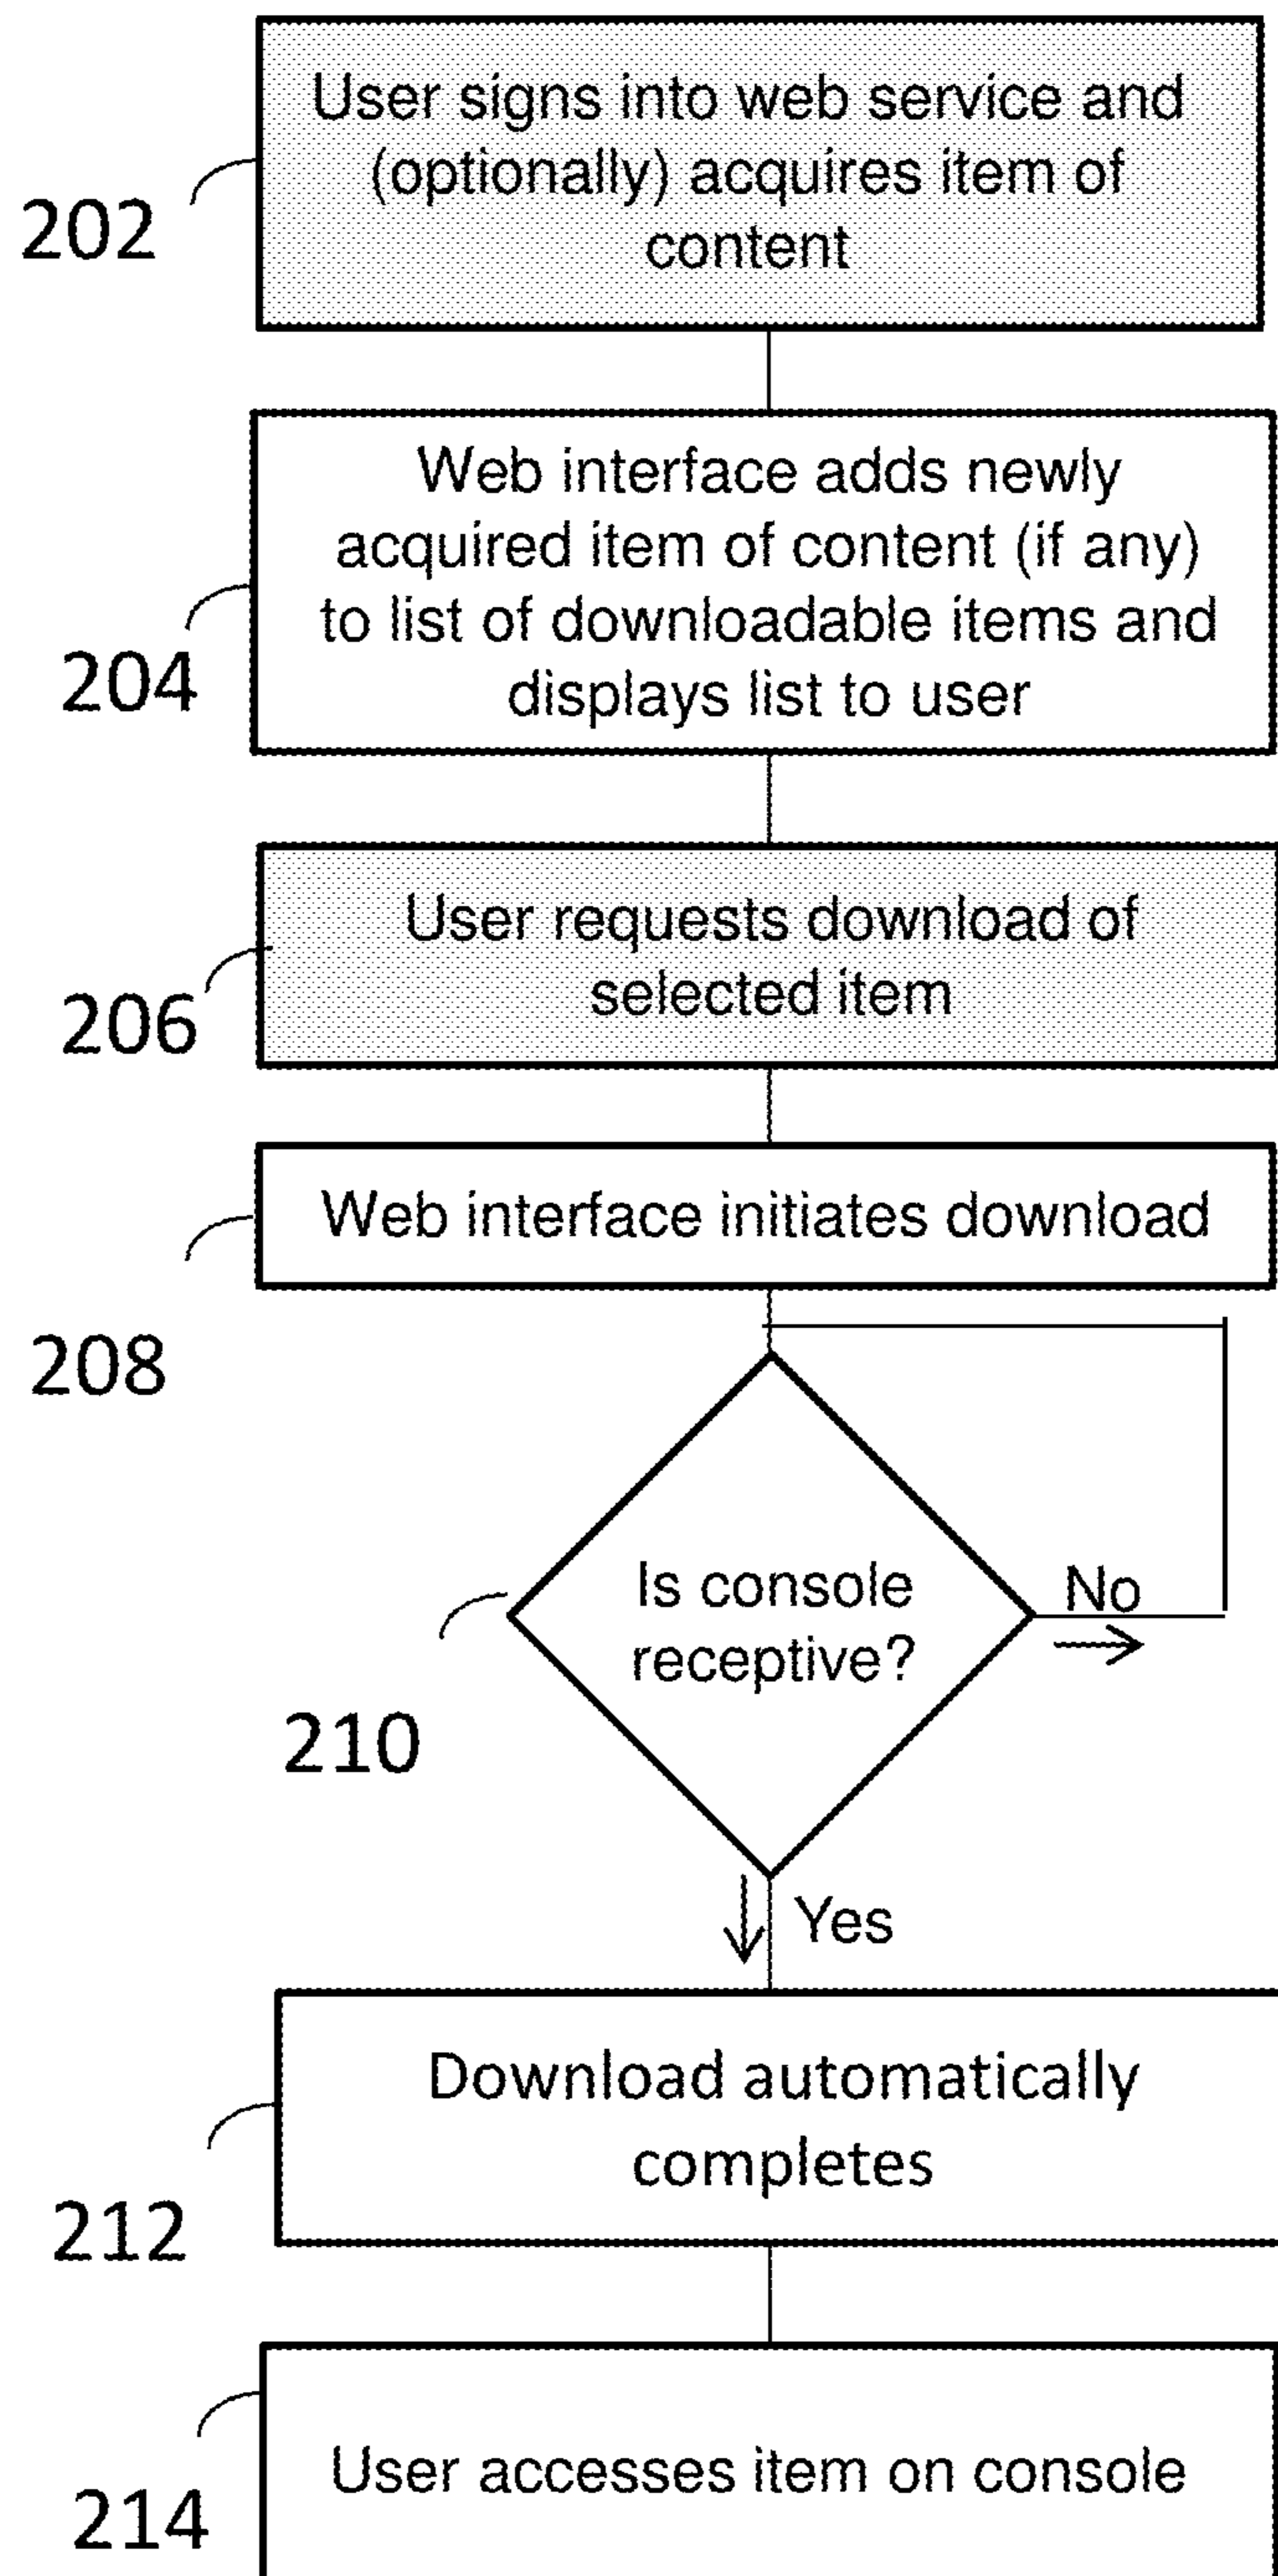 User signs into web service and
(optionally) acquires item of
content
202
Web interface adds newly
acquired item of content (if any)
to list of downloadable items and
displays list to user
204
User requests download of
selected item
206
Web interface initiates download
208
Is console
receptive?
No
210
Yes
Download automatically
completes
212
User accesses item on console
214